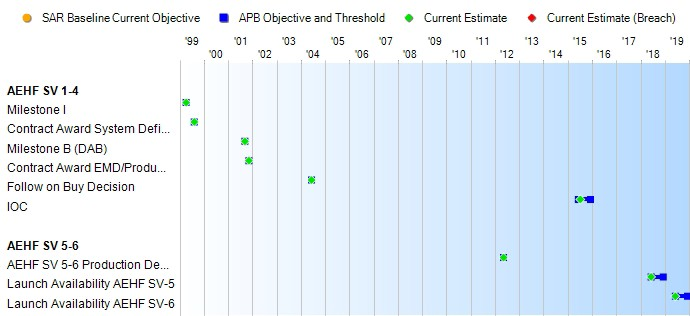 SAR Baseline Current Objective APB Objective and Threshold Current Estimate Current Estimate (Breach)
'99 '01 '03 '05 '07 '09 '11 '13 '15 '17 '19
'00 '02 '04 '06 '08 '10 '12 '14 '16 '18
AEHF SV 1-4
Milestone I
Contract Award System Defi...
Milestone B (DAB)
Contract Award EMD/Produ...
Follow on Buy Decision
IOC
AEHF SV 5-6
AEHF SV 5-6 Production De...
Launch Availability AEHF SV-5
Launch Availability AEHF SV-6